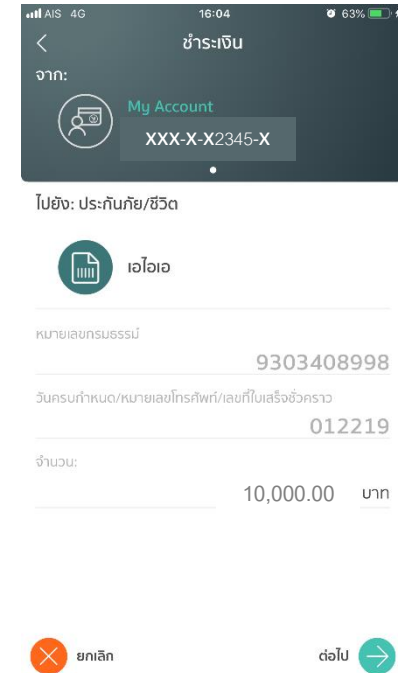 AIS 4G 16:04 63%
ชำระเงิน
จาก:
My Account
XXX-X-X2345-X
ไปยัง: ประกันภัย/ชีวิต
เอไอเอ
หมายเลขกรมธรรม์
9303408998
วันครบกำหนด/หมายเลขโทรศัพท์/เลขที่ใบเสร็จชั่วคราว
012219
จำนวน:
10,000.00 บาท
ยกเลิก ต่อไป